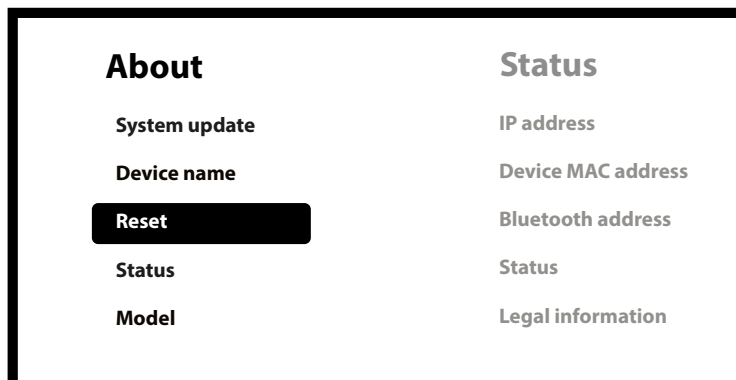 About
System update
Device name
Reset
Status
Model
Status
IP address
Device MAC address
Bluetooth address
Status
Legal information